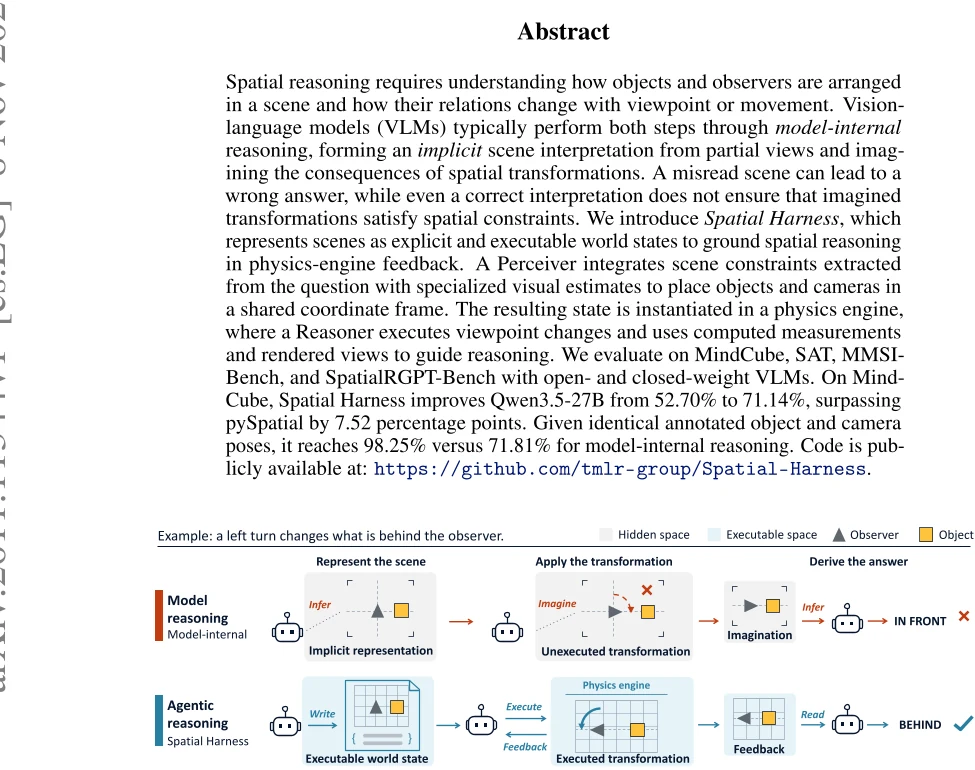 Abstract
Spatial reasoning requires understanding how objects and observers are arranged
in a scene and how their relations change with viewpoint or movement. Vision-
language models (VLMs) typically perform both steps through model-internal
reasoning, forming an implicit scene interpretation from partial views and imag-
ining the consequences of spatial transformations. A misread scene can lead to a
wrong answer, while even a correct interpretation does not ensure that imagined
transformations satisfy spatial constraints. We introduce Spatial Harness, which
represents scenes as explicit and executable world states to ground spatial reasoning
in physics-engine feedback. A Perceiver integrates scene constraints extracted
from the question with specialized visual estimates to place objects and cameras in
a shared coordinate frame. The resulting state is instantiated in a physics engine,
where a Reasoner executes viewpoint changes and uses computed measurements
and rendered views to guide reasoning. We evaluate on MindCube, SAT, MMSI-
Bench, and SpatialRGPT-Bench with open- and closed-weight VLMs. On Mind-
Cube, Spatial Harness improves Qwen3.5-27B from 52.70% to 71.14%, surpassing
pySpatial by 7.52 percentage points. Given identical annotated object and camera
poses, it reaches 98.25% versus 71.81% for model-internal reasoning. Code is pub-
licly available at: https://github.com/tmlr-group/Spatial-Harness.
Example: a left turn changes what is behind the observer.
Hidden space
Executable space
Observer
Object
Represent the scene
Apply the transformation
Derive the answer
Model
reasoning
Model-internal
Infer
Implicit representation
Imagine
Unexecuted transformation
Imagination
Infer
IN FRONT
Agentic
reasoning
Spatial Harness
Write
Executable world state
Execute
Feedback
Physics engine
Executed transformation
Feedback
Read
BEHIND